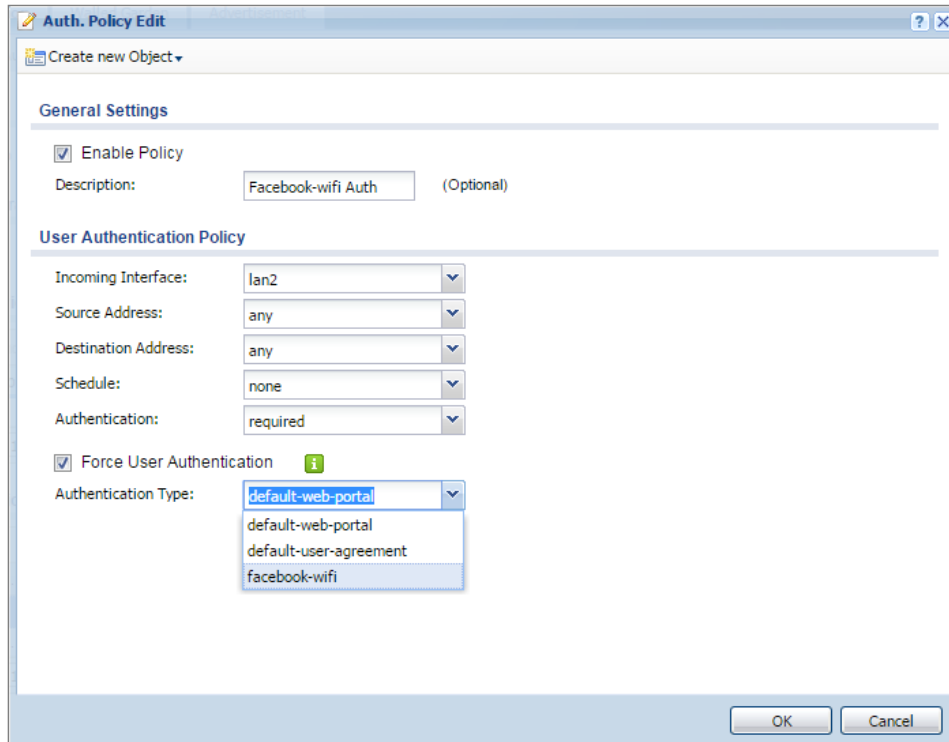 Advertisement
Auth. Policy Edit
Create new Object
General Settings
Enable Policy
Description: Facebook-wifi Auth (Optional)
User Authentication Policy
Incoming Interface: lan2
Source Address: any
Destination Address: any
Schedule: none
Authentication: required
Force User Authentication
Authentication Type: default-web-portal
default-web-portal
default-user-agreement
facebook-wifi
OK Cancel